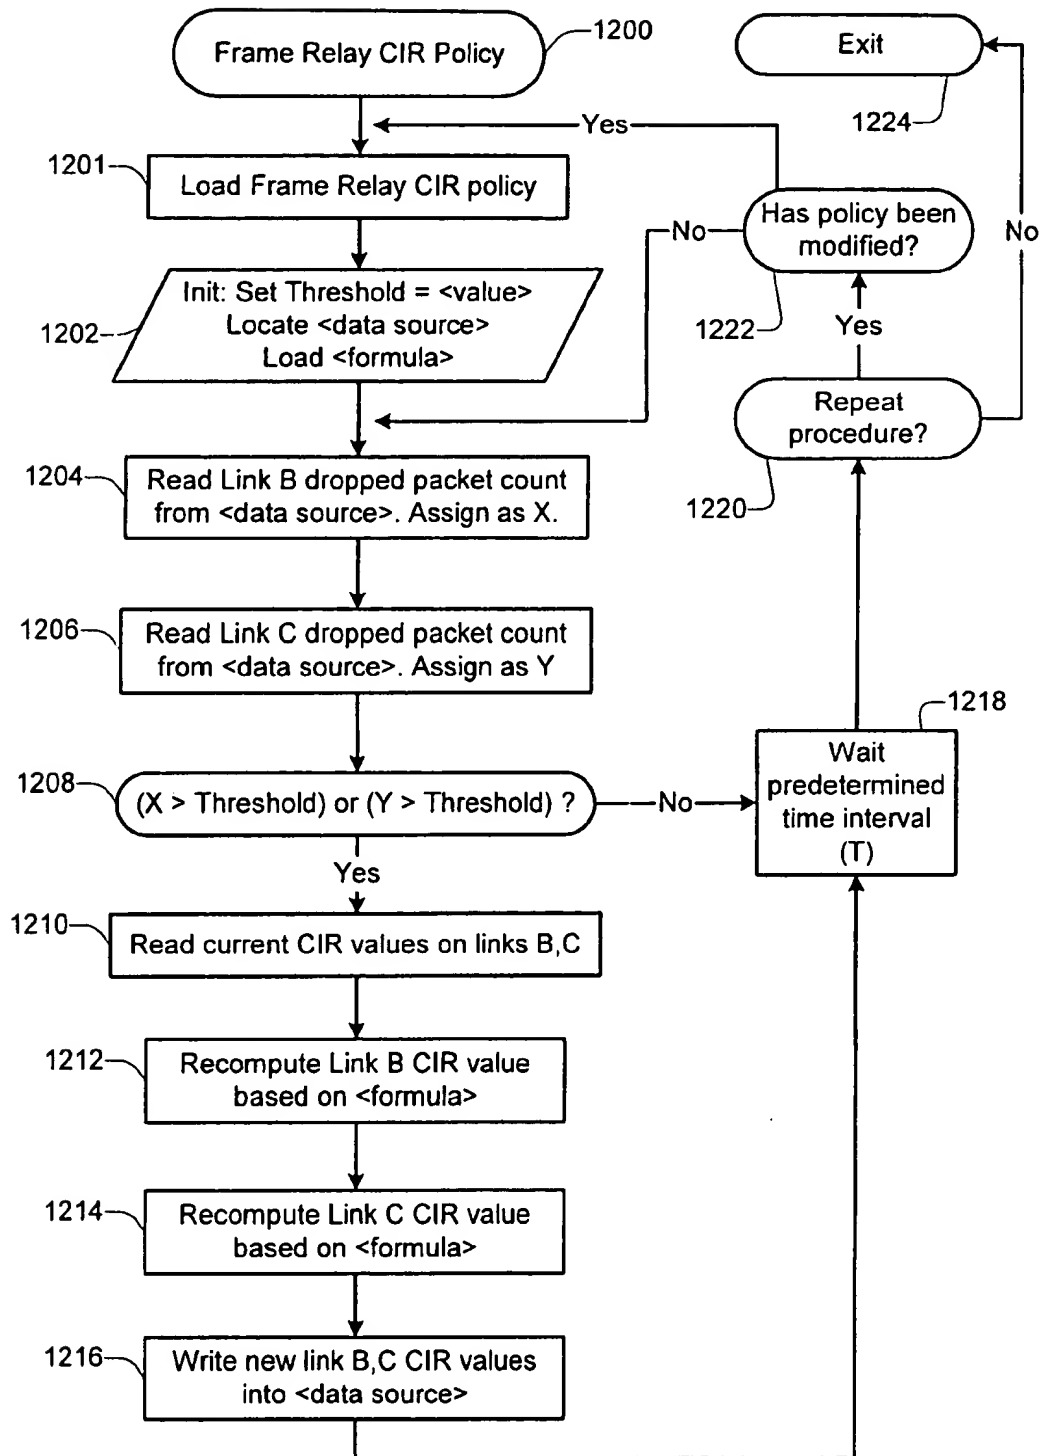 Frame Relay CIR Policy
1200
Exit
1224
Yes
1201
Load Frame Relay CIR policy
Has policy been
modified?
No
No
1222
Init: Set Threshold = <value>
Locate <data source>
Load <formula>
1202
Yes
Repeat
procedure?
1220
1204
Read Link B dropped packet count
from <data source>. Assign as X.
1206
Read Link C dropped packet count
from <data source>. Assign as Y
1218
Wait
predetermined
time interval
(T)
1208
(X > Threshold) or (Y > Threshold) ?
No
Yes
1210
Read current CIR values on links B,C
1212
Recompute Link B CIR value
based on <formula>
1214
Recompute Link C CIR value
based on <formula>
1216
Write new link B,C CIR values
into <data source>